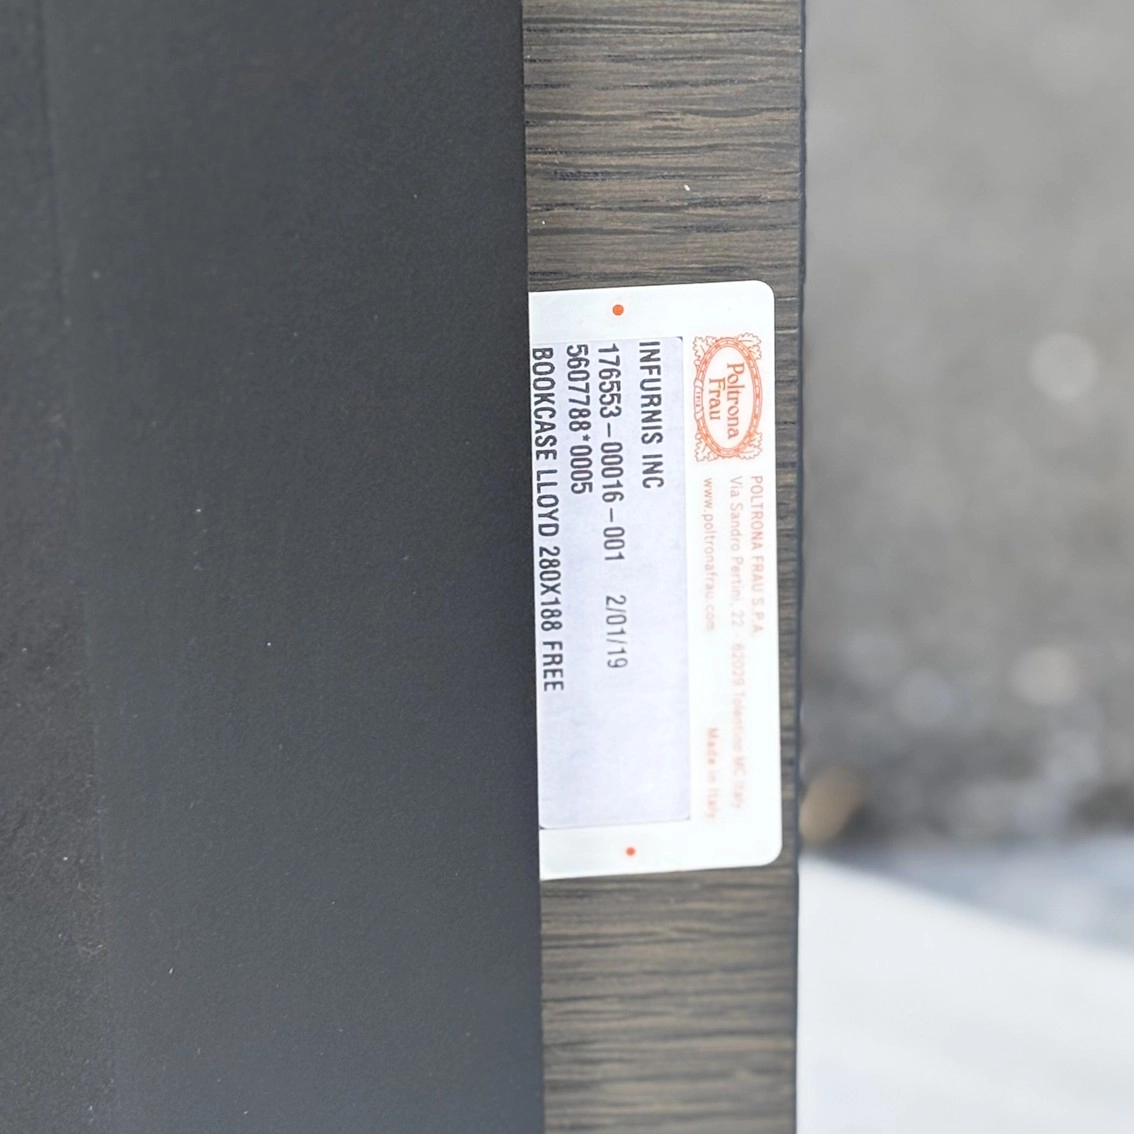 Poltrona
Frau
POLTRONA FRAU S.P.A.
Via Sandro Pertini, 22 - 62029 Tolentino MC Italy
www.poltronafrau.com
Made in Italy
INFURNIS INC
176553-00016-001 2/01/19
5607788*0005
BOOKCASE LLOYD 280X188 FREE